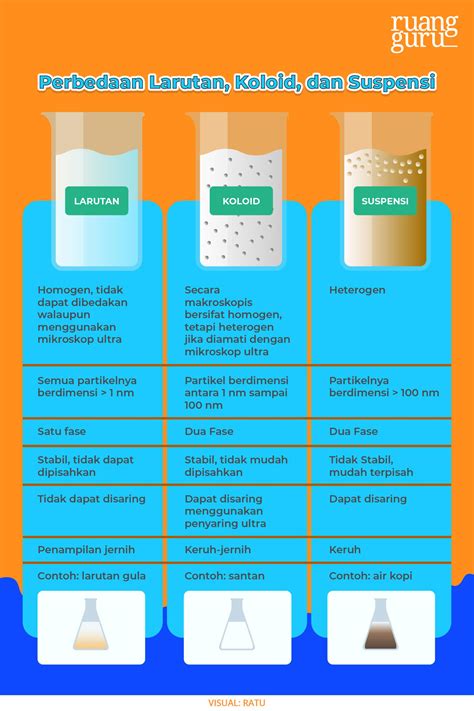 ruang
guru
Perbedaan Larutan, Koloid, dan Suspensi
LARUTAN
KOLOID
SUSPENSI
Homogen, tidak
dapat dibedakan
walaupun
menggunakan
mikroskop ultra
Secara
makroskopis
bersifat homogen,
tetapi heterogen
jika diamati dengan
mikroskop ultra
Heterogen
Semua partikelnya
berdimensi > 1 nm
Partikel berdimensi
antara 1 nm sampai
100 nm
Partikelnya
berdimensi > 100 nm
Satu fase
Dua Fase
Dua Fase
Stabil, tidak dapat
dipisahkan
Stabil, tidak mudah
dipisahkan
Tidak Stabil,
mudah terpisah
Tidak dapat disaring
Dapat disaring
menggunakan
penyaring ultra
Dapat disaring
Penampilan jernih
Keruh-jernih
Keruh
Contoh: larutan gula
Contoh: santan
Contoh: air kopi
VISUAL: RATU